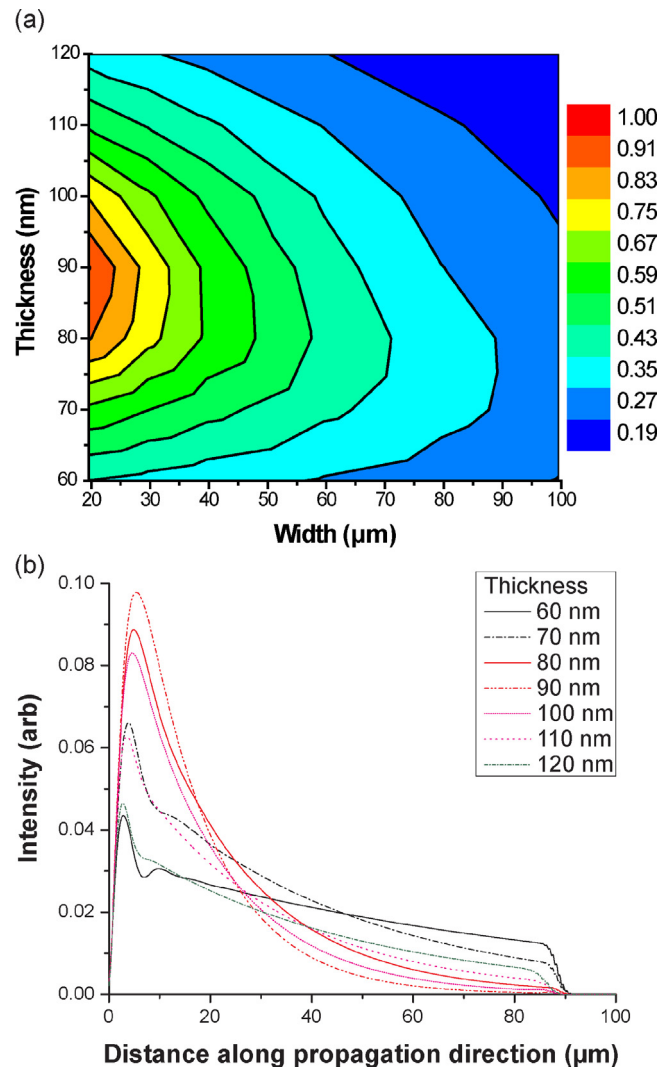 (a)
120
110
100
90
80
70
60
Thickness (nm)
20 30 40 50 60 70 80 90 100
Width (µm)
1.00
0.91
0.83
0.75
0.67
0.59
0.51
0.43
0.35
0.27
0.19
(b)
0.10
0.08
0.06
0.04
0.02
0.00
Intensity (arb)
0 20 40 60 80 100
Distance along propagation direction (µm)
Thickness
60 nm
70 nm
80 nm
90 nm
100 nm
110 nm
120 nm